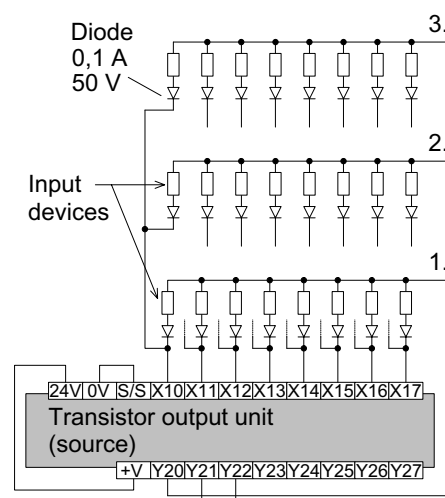 Diode
0,1 A
50 V
3.
2.
Input
devices
1.
24V 0V S/S X10 X11 X12 X13 X14 X15 X16 X17
Transistor output unit
(source)
+V Y20 Y21 Y22 Y23 Y24 Y25 Y26 Y27